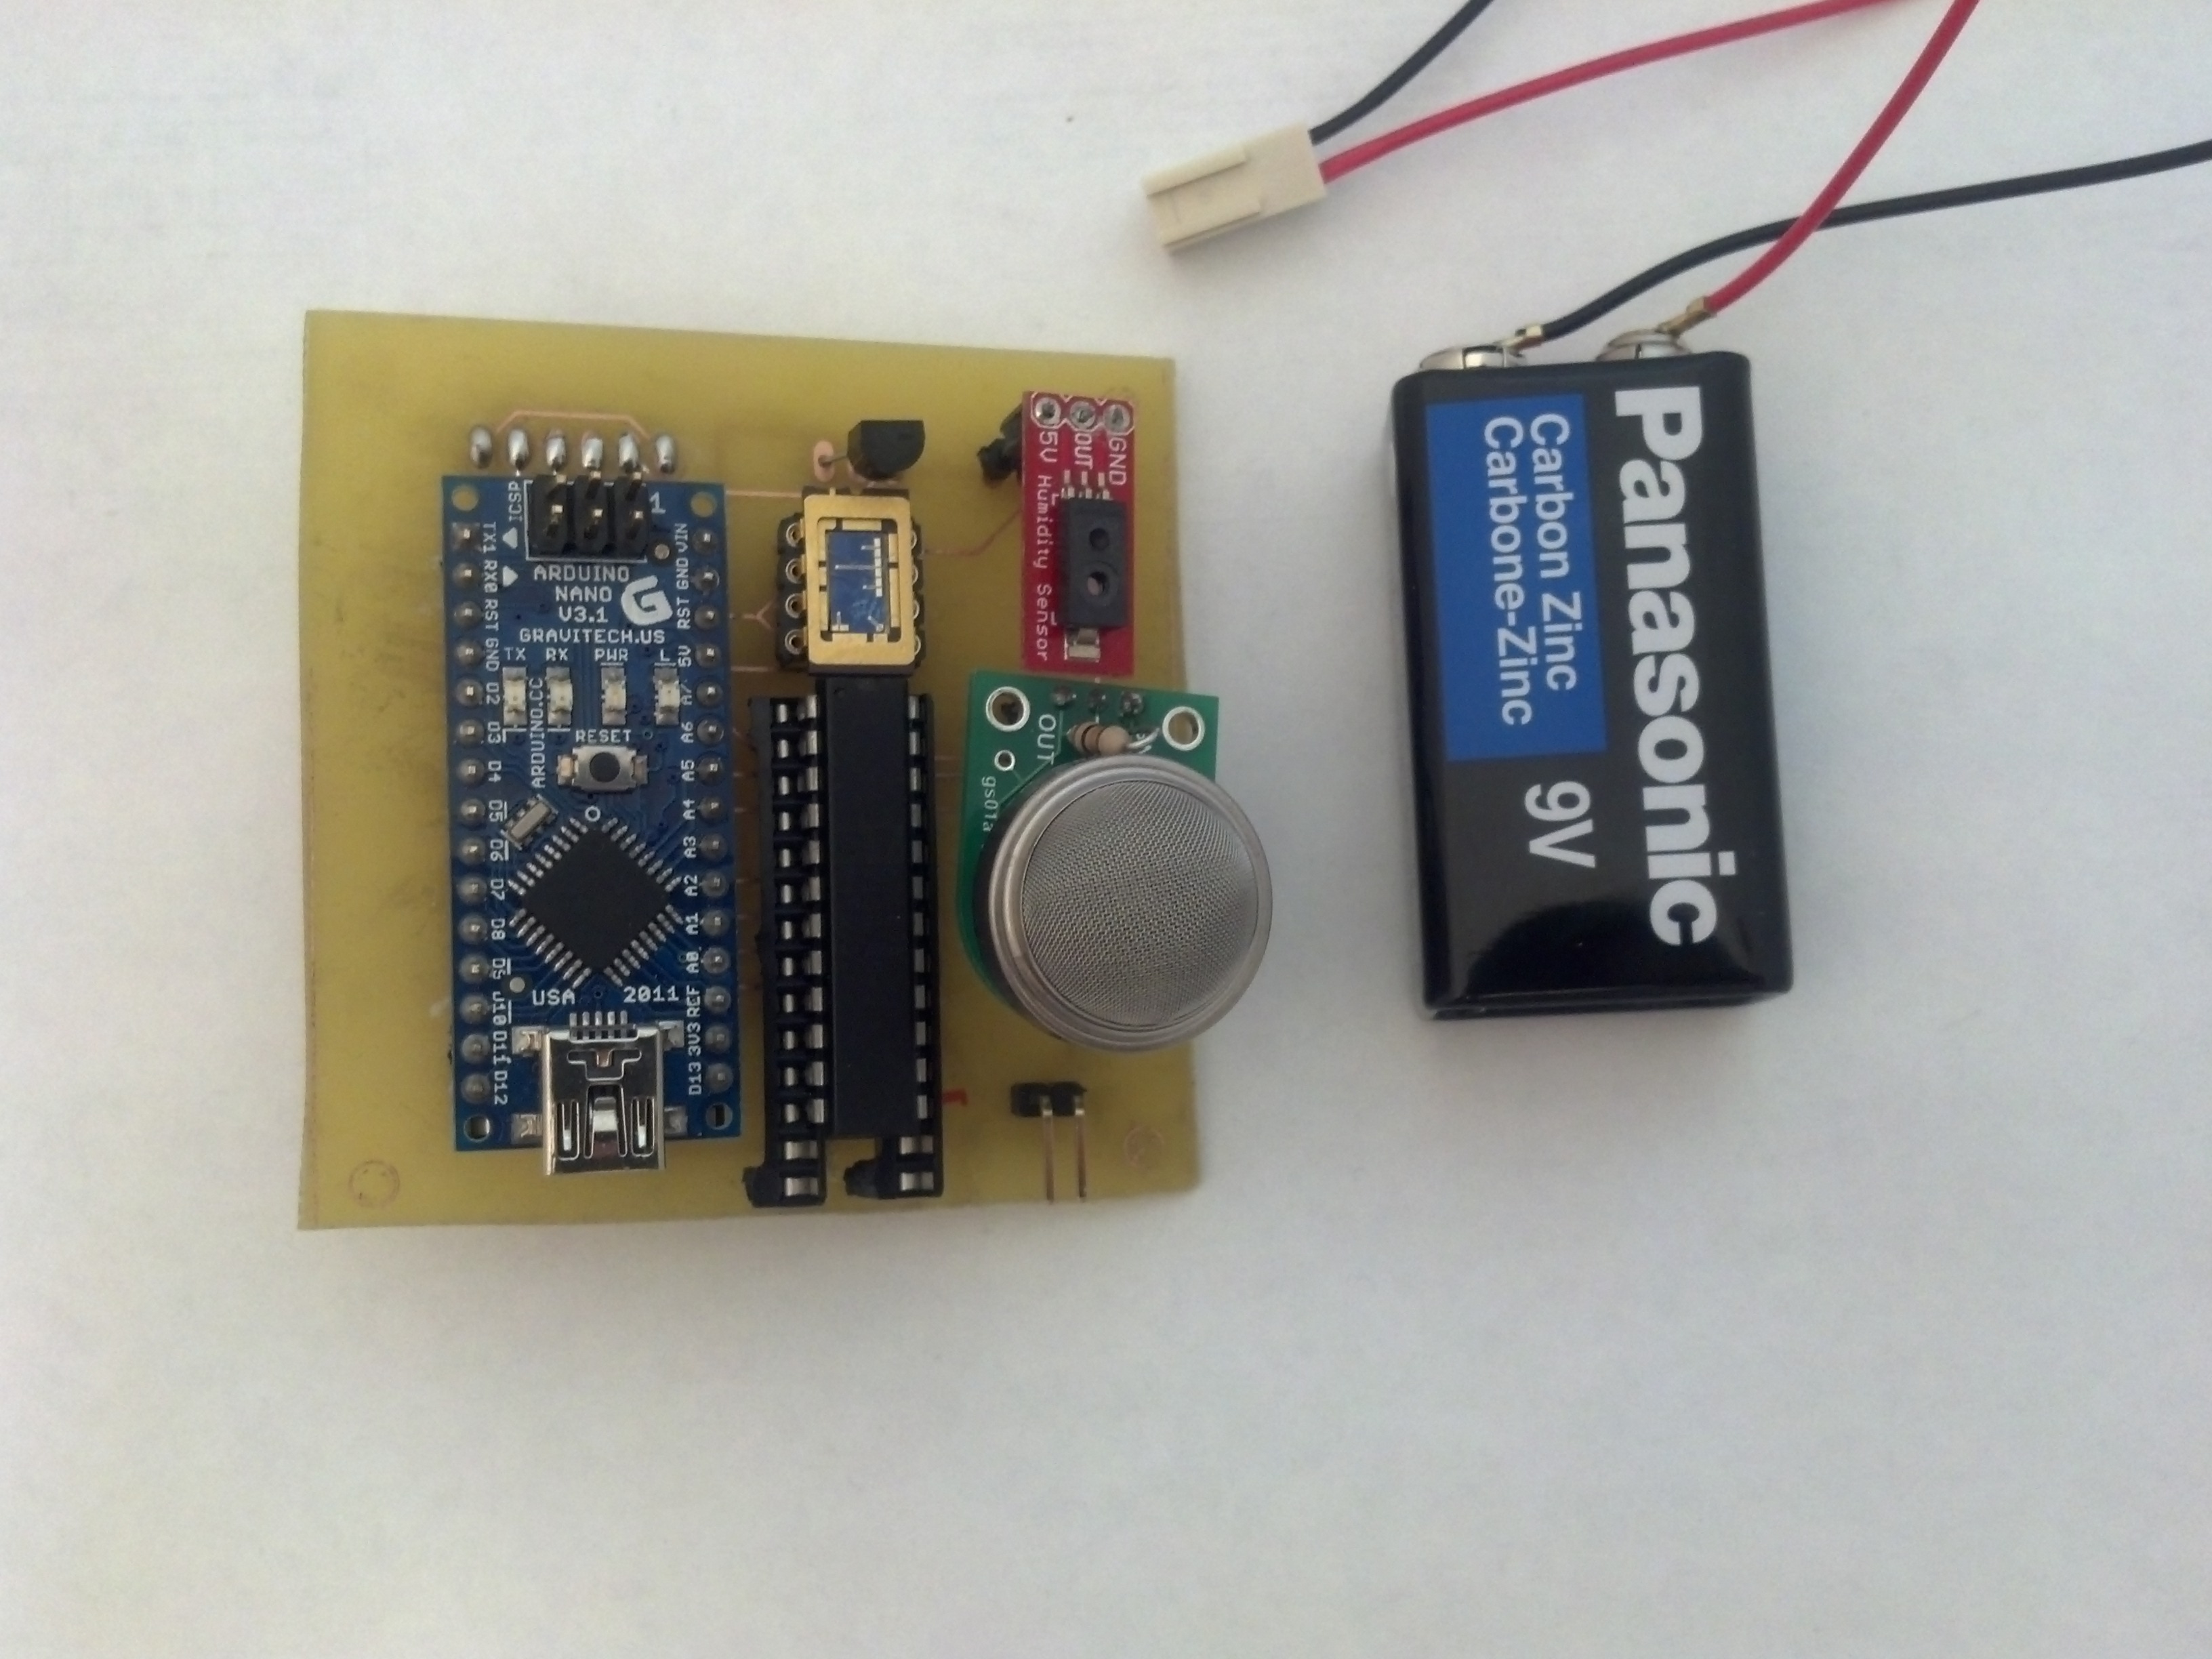 ICSP
1
TX1
RX0
RST
GND
D2
D3
D4
D5
D6
D7
D8
D9
D11
D12
ARDUINO
NANO
V3.1
GRAVITECH.US
TX RX PWR L
ARDUINO.CC
RESET
USA 2011
VIN
GND
RST
5V
A6
A5
A4
A3
A2
A1
A0
REF
3V3
D13
5V OUT GND
Humidity Sensor
OUT
gs01a
Panasonic
Carbon Zinc
Carbone-Zinc
9V